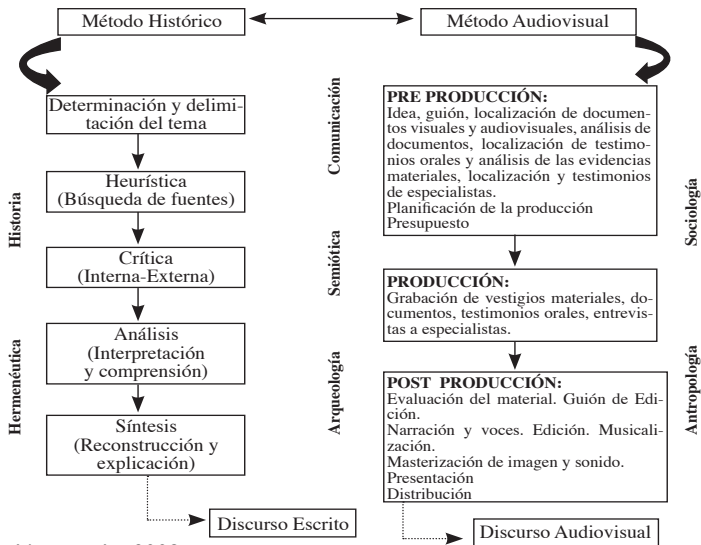 Método Histórico
Método Audiovisual
Determinación y delimi-
tación del tema
Heurística
(Búsqueda de fuentes)
Crítica
(Interna-Externa)
Análisis
(Interpretación
y comprensión)
Síntesis
(Reconstrucción y
explicación)
Discurso Escrito
Historia
Hermenéutica
Comunicación
Semiótica
Arqueología
PRE PRODUCCIÓN:
Idea, guión, localización de documen-
tos visuales y audiovisuales, análisis de
documentos, localización de testimo-
nios orales y análisis de las evidencias
materiales, localización y testimonios
de especialistas.
Planificación de la producción
Presupuesto
PRODUCCIÓN:
Grabación de vestigios materiales, do-
cumentos, testimonios orales, entrevis-
tas a especialistas.
POST PRODUCCIÓN:
Evaluación del material. Guión de Edi-
ción.
Narración y voces. Edición. Musicali-
zación.
Masterización de imagen y sonido.
Presentación
Distribución
Discurso Audiovisual
Sociología
Antropología